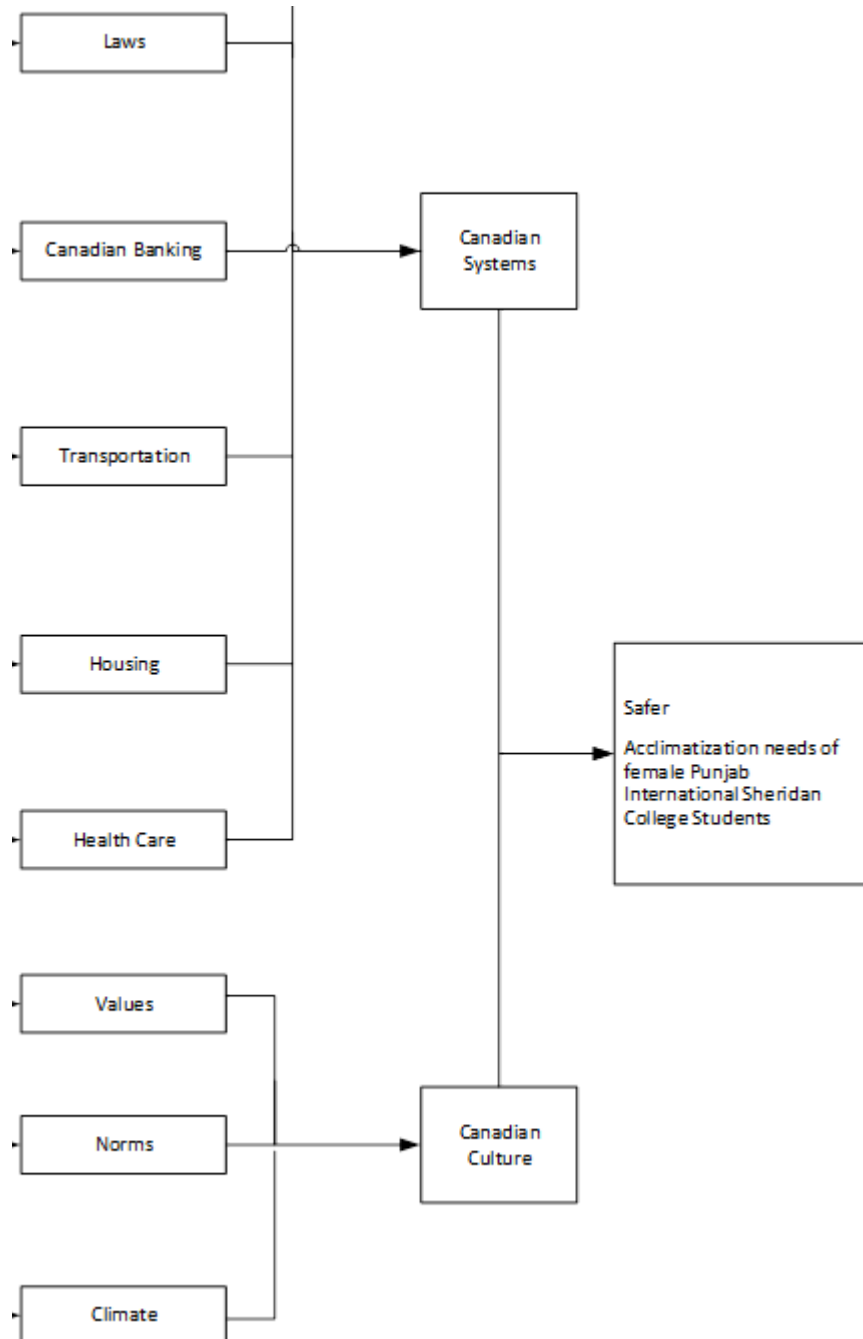 Laws
Canadian Banking
Canadian
Systems
Transportation
Housing
Safer
Acclimatization needs of
female Punjab
International Sheridan
College Students
Health Care
Values
Norms
Canadian
Culture
Climate